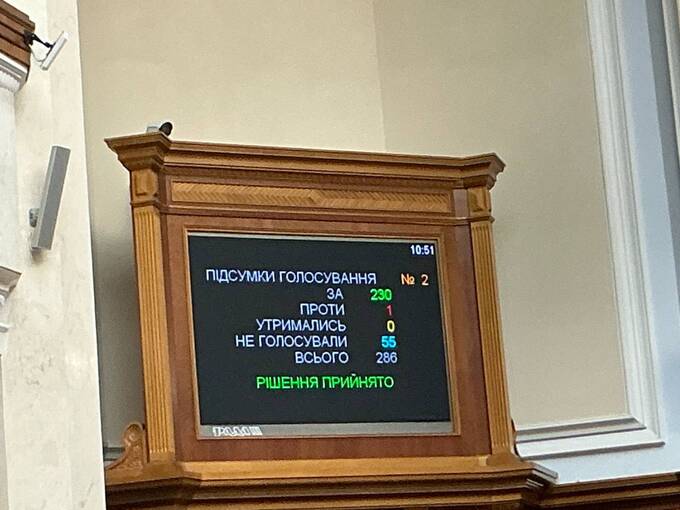 10:51
ПІДСУМКИ ГОЛОСУВАННЯ № 2
ЗА 230
ПРОТИ 1
УТРИМАЛИСЬ 0
НЕ ГОЛОСУВАЛИ 55
ВСЬОГО 286
РІШЕННЯ ПРИЙНЯТО